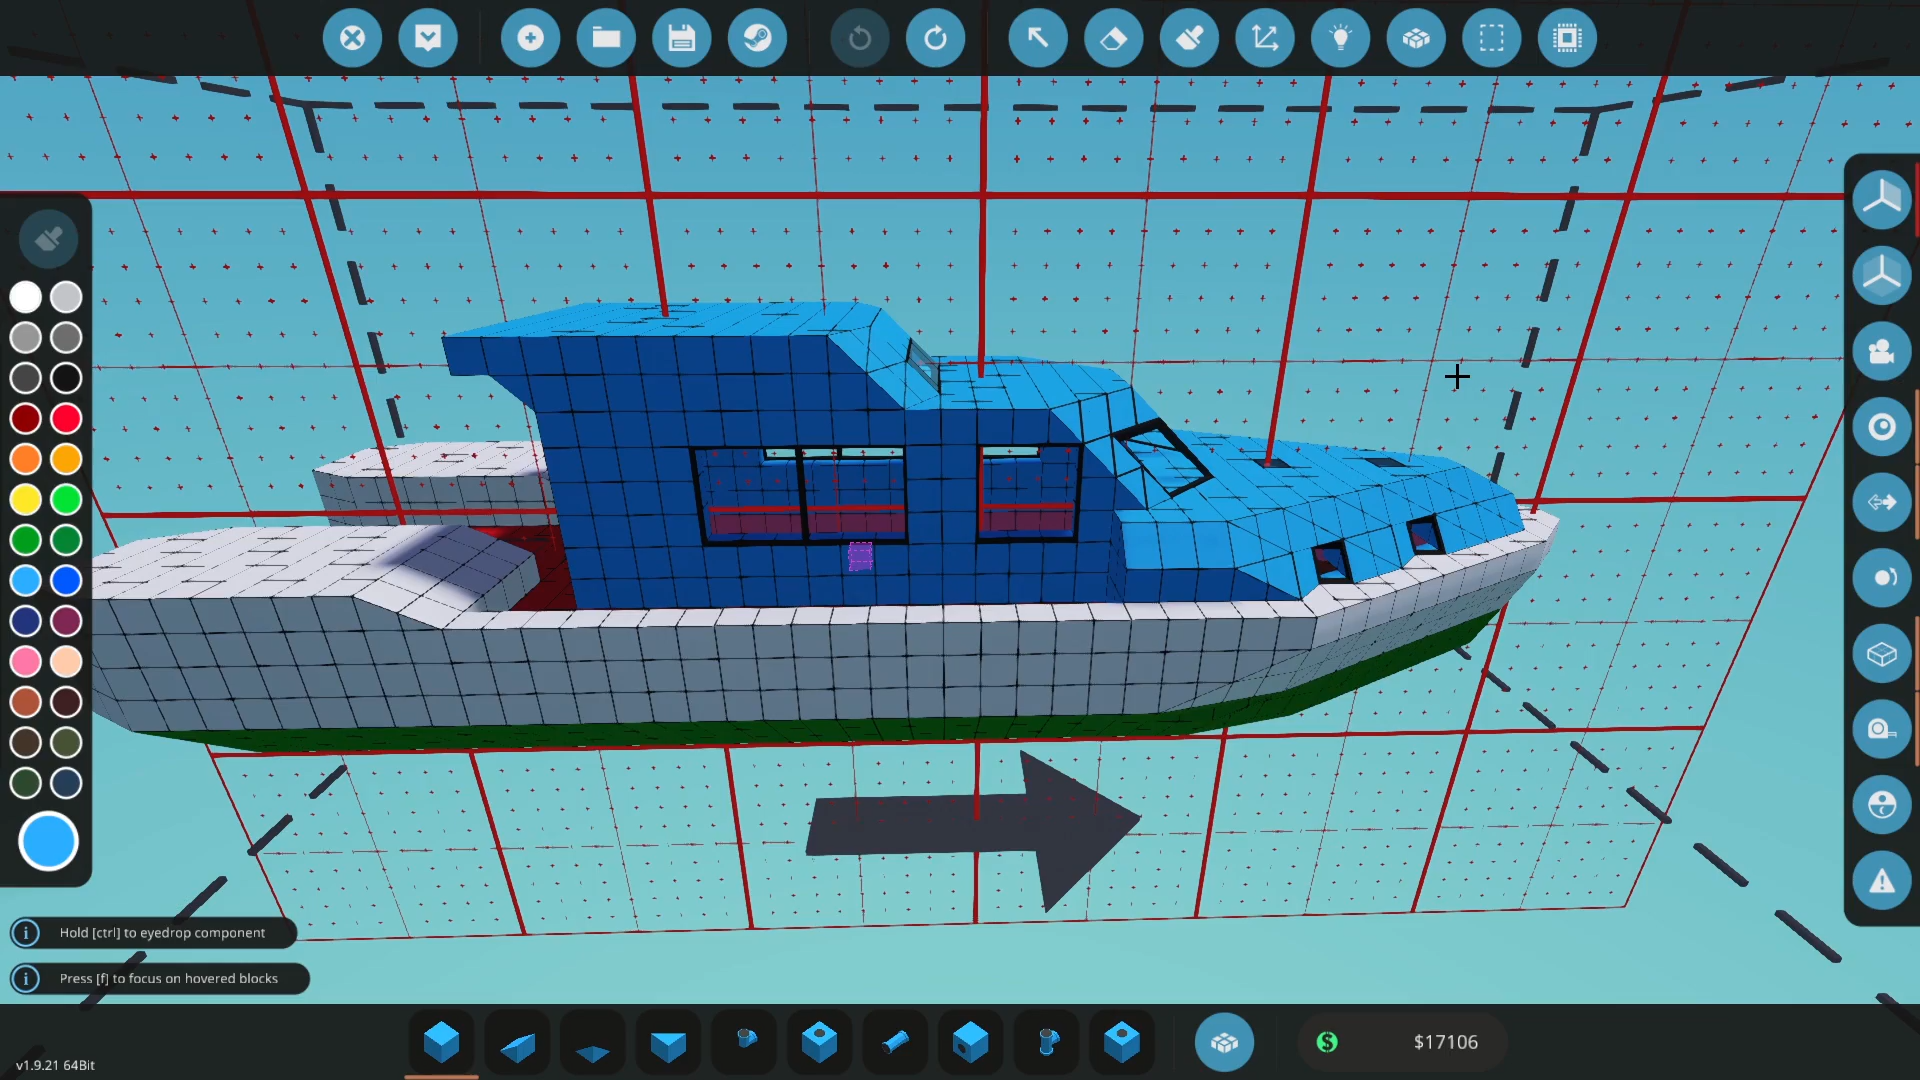 Hold [ctrl] to eyedrop component
Press [f] to focus on hovered blocks
v1.9.21 64Bit
$17106